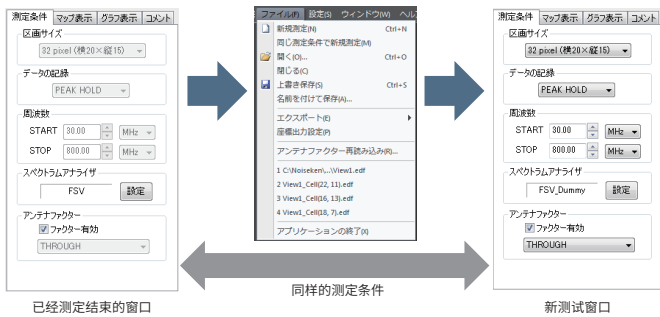 測定条件 マップ表示 グラフ表示 コメント
区画サイズ
32 pixel (横20×縦15)
データの記録
PEAK HOLD
周波数
START 30.00 MHz
STOP 800.00 MHz
スペクトラムアナライザ
FSV 設定
アンテナファクター
ファクター有効
THROUGH
已经测定结束的窗口
ファイル(F) 設定(S) ウィンドウ(W) ヘル
新規測定(N) Ctrl+N
同じ測定条件で新規測定(M)
開く(O)... Ctrl+O
閉じる(C)
上書き保存(S) Ctrl+S
名前を付けて保存(A)...
エクスポート(E)
座標出力設定(P)
アンテナファクター再読み込み(R)...
1 C:\Noiseken\...\View1.edf
2 View1_Cell(22, 11).edf
3 View1_Cell(16, 13).edf
4 View1_Cell(18, 7).edf
アプリケーションの終了(X)
同样的测定条件
測定条件 マップ表示 グラフ表示 コメント
区画サイズ
32 pixel (横20×縦15)
データの記録
PEAK HOLD
周波数
START 30.00 MHz
STOP 800.00 MHz
スペクトラムアナライザ
FSV_Dummy 設定
アンテナファクター
ファクター有効
THROUGH
新测试窗口